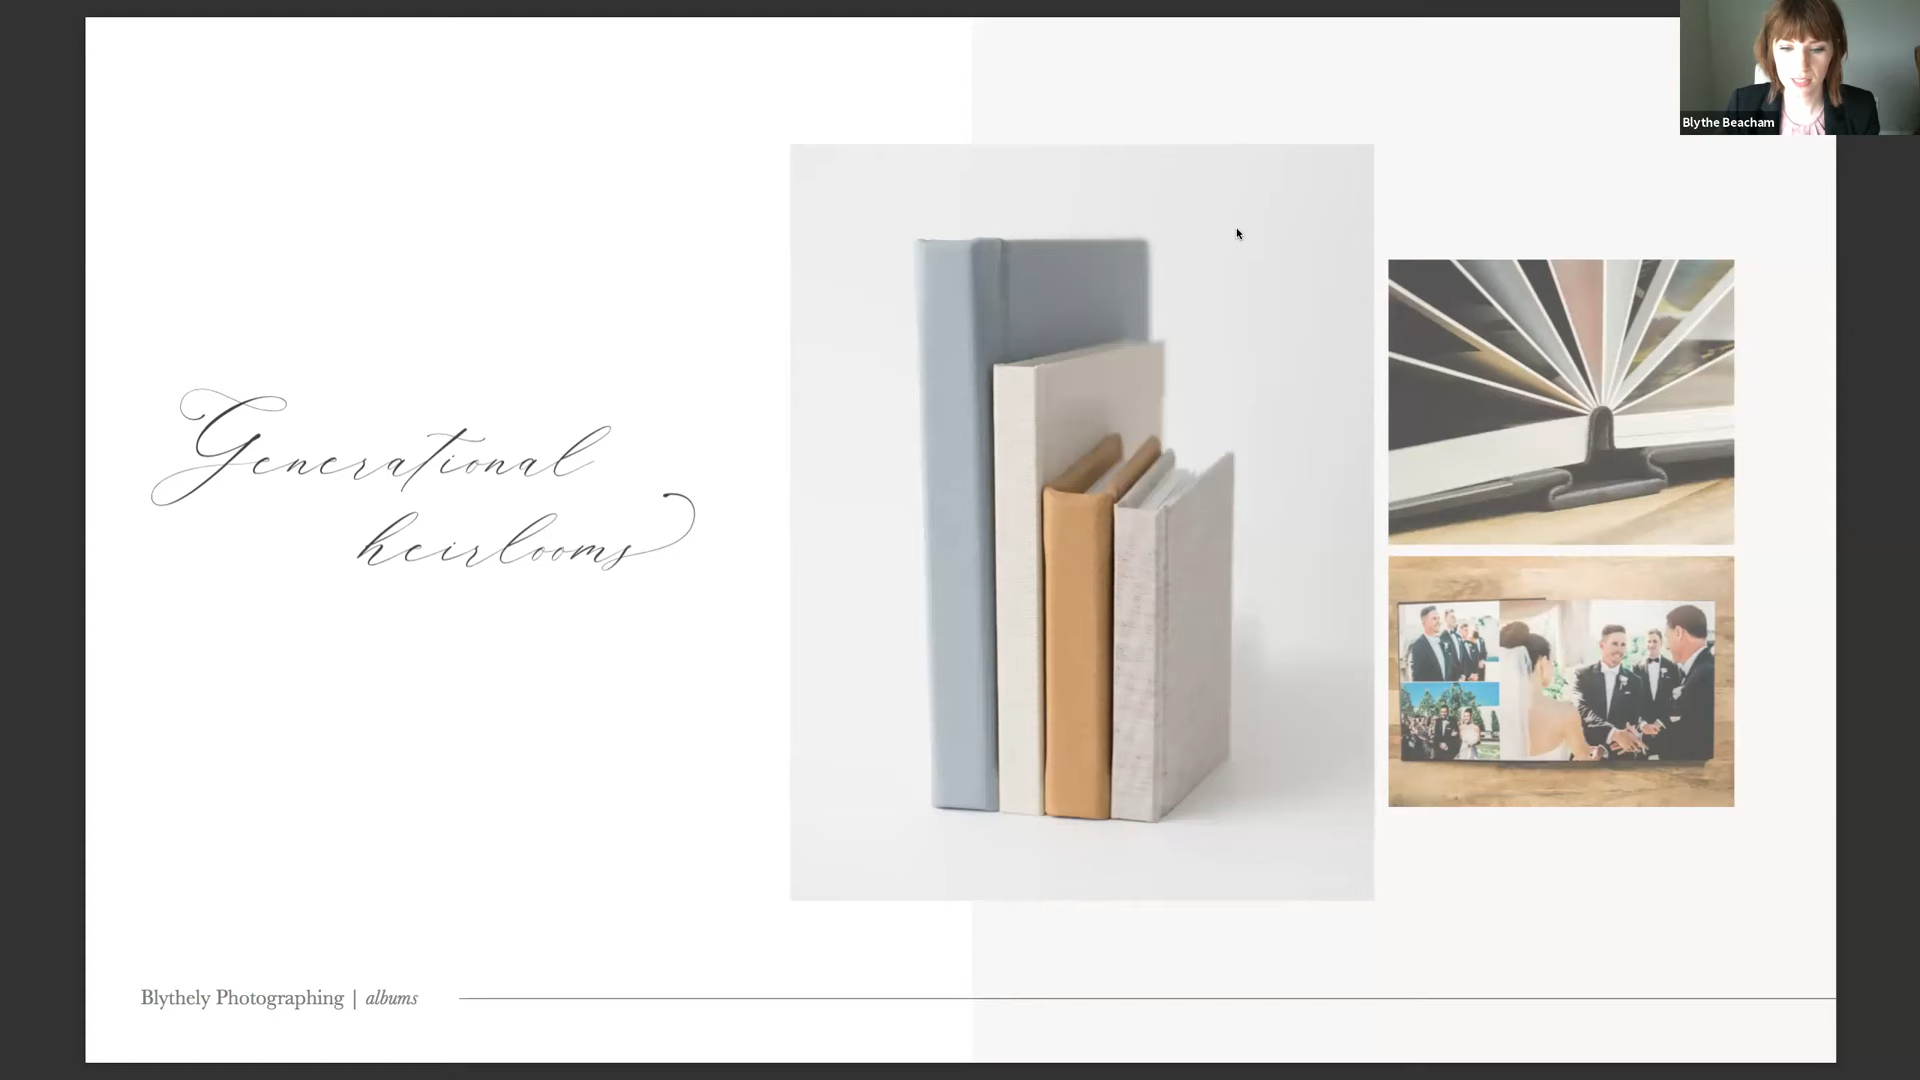 Blythe Beacham
Generational
heirlooms
Blythely Photographing | albums